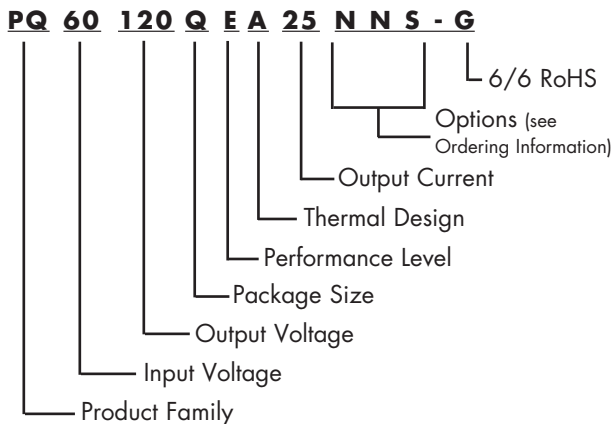 PQ 60 120 Q E A 25 N N S - G
6/6 RoHS
Options (see
Ordering Information)
Output Current
Thermal Design
Performance Level
Package Size
Output Voltage
Input Voltage
Product Family